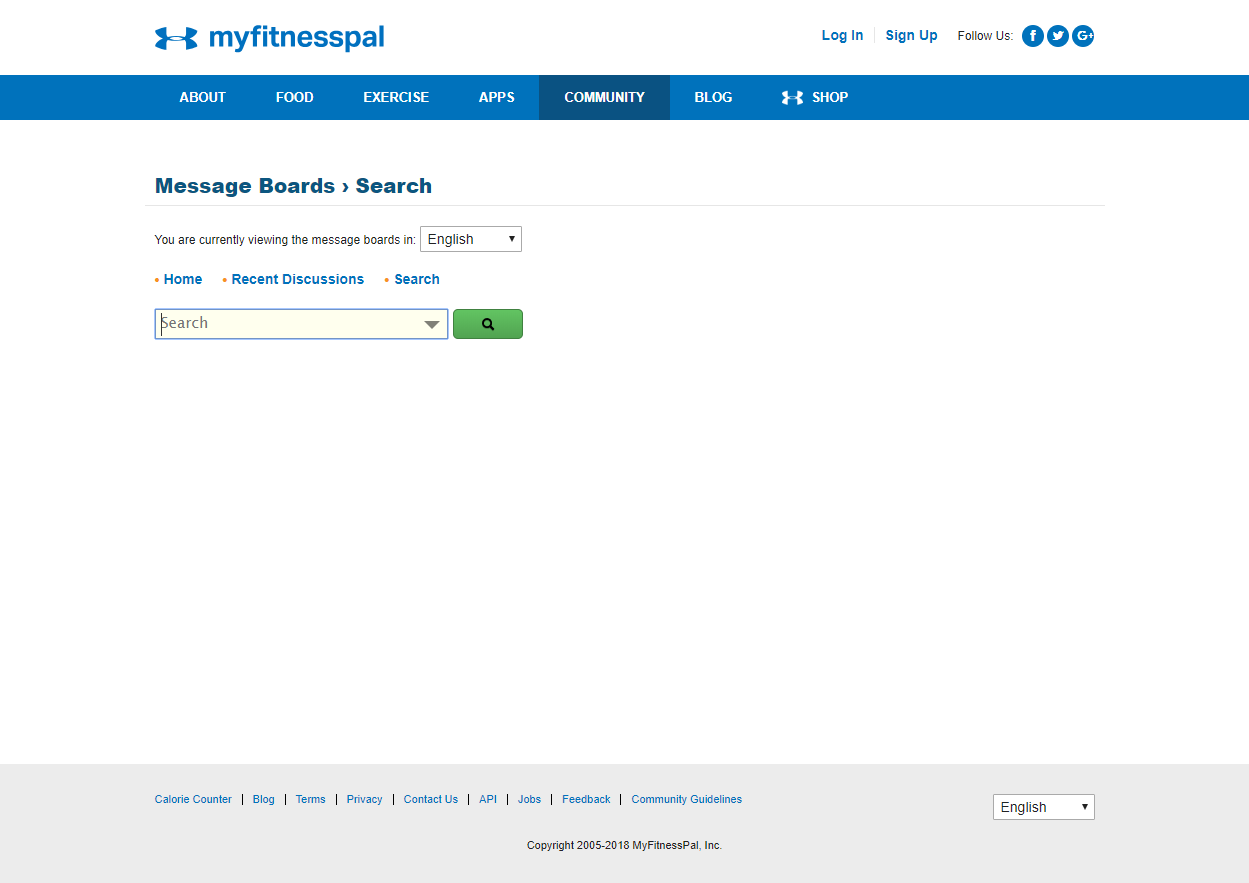 myfitnesspal
Log In Sign Up Follow Us: f G+
ABOUT FOOD EXERCISE APPS COMMUNITY BLOG SHOP
Message Boards › Search
You are currently viewing the message boards in: English
• Home • Recent Discussions • Search
Search
Calorie Counter | Blog | Terms | Privacy | Contact Us | API | Jobs | Feedback | Community Guidelines
English
Copyright 2005-2018 MyFitnessPal, Inc.